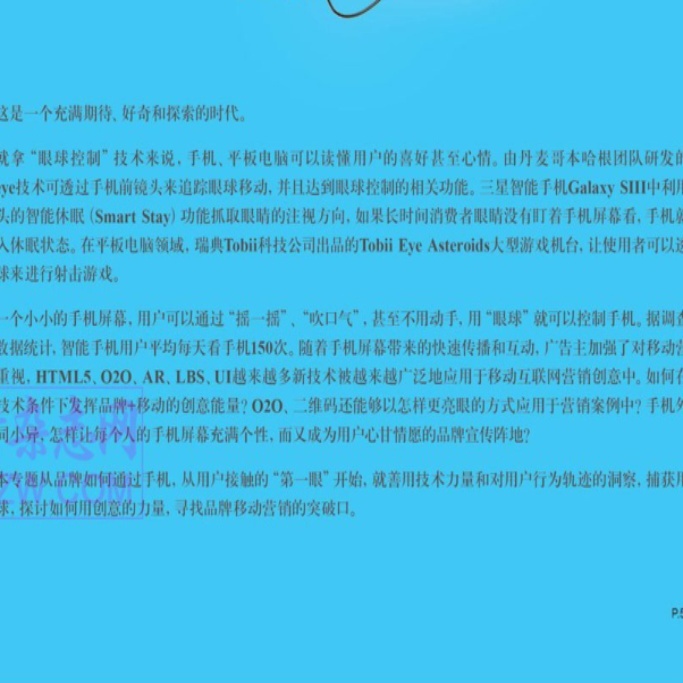 这是一个充满期待、好奇和探索的时代。
就拿“眼球控制”技术来说，手机、平板电脑可以读懂用户的喜好甚至心情。由丹麦哥本哈根团队研发的
eye技术可透过手机前镜头来追踪眼球移动，并且达到眼球控制的相关功能。三星智能手机Galaxy SIII中利用
头的智能休眠（Smart Stay）功能抓取眼睛的注视方向，如果长时间消费者眼睛没有盯着手机屏幕看，手机就
入休眠状态。在平板电脑领域，瑞典Tobii科技公司出品的Tobii Eye Asteroids大型游戏机台，让使用者可以
球来进行射击游戏。
一个小小的手机屏幕，用户可以通过“摇一摇”、“吹口气”，甚至不用动手，用“眼球”就可以控制手机。据调查
数据统计，智能手机用户平均每天看手机150次。随着手机屏幕带来的快速传播和互动，广告主加强了对移动
重视，HTML5、O2O、AR、LBS、UI越来越多新技术被越来越广泛地应用于移动互联网营销创意中。如何在
技术条件下发挥品牌+移动的创意能量？O2O、二维码还能够以怎样更亮眼的方式应用于营销案例中？手机外
同小异，怎样让每个人的手机屏幕充满个性，而又成为用户心甘情愿的品牌宣传阵地？
本专题从品牌如何通过手机，从用户接触的“第一眼”开始，就善用技术力量和对用户行为轨迹的洞察，捕获用
球，探讨如何用创意的力量，寻找品牌移动营销的突破口。
杂志网
.COM
P.5